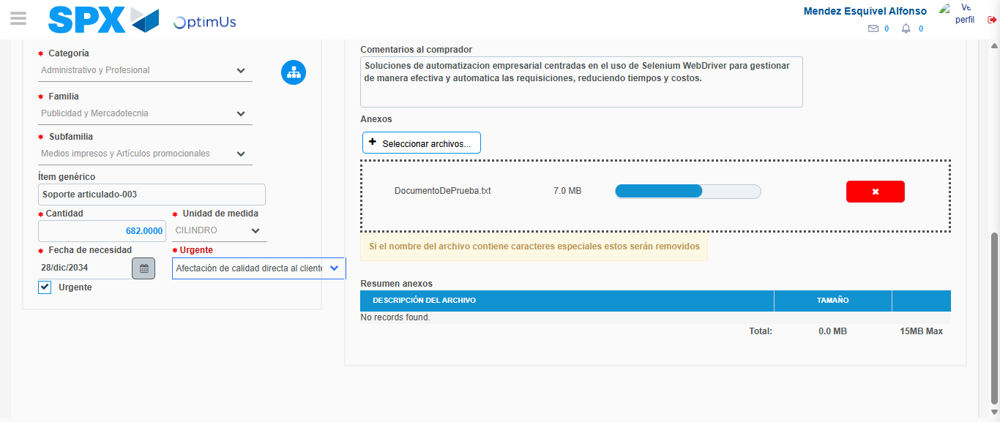 SPX
OptimUs
Mendez Esquivel Alfonso
Ve
perfil
0
0
* Categoría
Administrativo y Profesional
* Familia
Publicidad y Mercadotecnia
* Subfamilia
Medios impresos y Artículos promocionales
Ítem genérico
Soporte articulado-003
* Cantidad
* Unidad de medida
682.0000
CILINDRO
* Fecha de necesidad
* Urgente
28/dic/2034
Afectación de calidad directa al cliente
Urgente
Comentarios al comprador
Soluciones de automatizacion empresarial centradas en el uso de Selenium WebDriver para gestionar
de manera efectiva y automatica las requisiciones, reduciendo tiempos y costos.
Anexos
+ Seleccionar archivos...
DocumentoDePrueba.txt 7.0 MB
Si el nombre del archivo contiene caracteres especiales estos serán removidos
Resumen anexos
DESCRIPCIÓN DEL ARCHIVO TAMAÑO
No records found.
Total: 0.0 MB 15MB Max